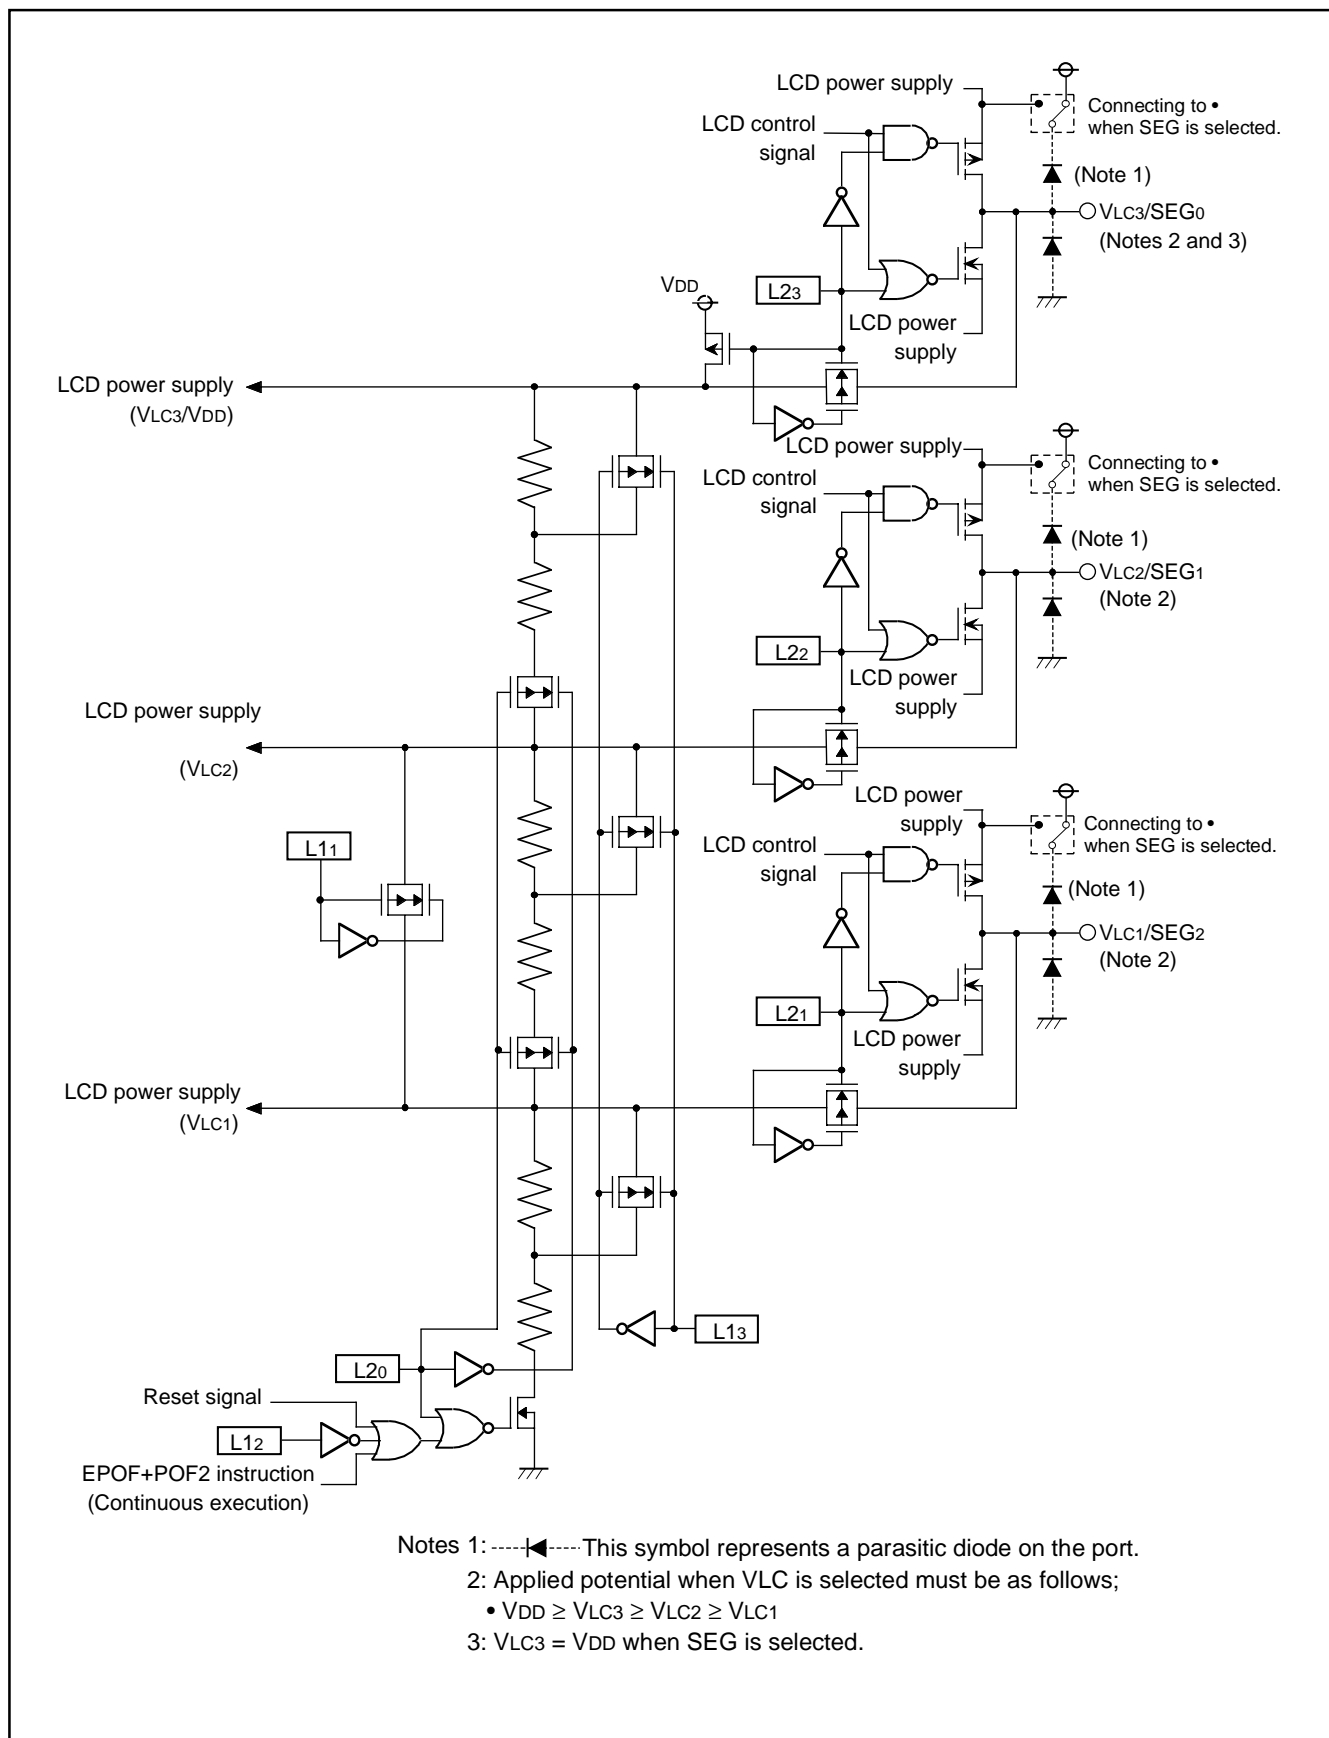 LCD power supply
Connecting to •
when SEG is selected.
LCD control
signal
(Note 1)
VLC3/SEG0
(Notes 2 and 3)
L23
VDD
LCD power
supply
LCD power supply
(VLC3/VDD)
LCD power supply
Connecting to •
when SEG is selected.
LCD control
signal
(Note 1)
VLC2/SEG1
(Note 2)
L22
LCD power
supply
LCD power supply
(VLC2)
LCD power
supply
Connecting to •
when SEG is selected.
L11
LCD control
signal
(Note 1)
VLC1/SEG2
(Note 2)
L21
LCD power
supply
LCD power supply
(VLC1)
L13
L20
Reset signal
L12
EPOF+POF2 instruction
(Continuous execution)
Notes 1: This symbol represents a parasitic diode on the port.
2: Applied potential when VLC is selected must be as follows;
• VDD ≥ VLC3 ≥ VLC2 ≥ VLC1
3: VLC3 = VDD when SEG is selected.